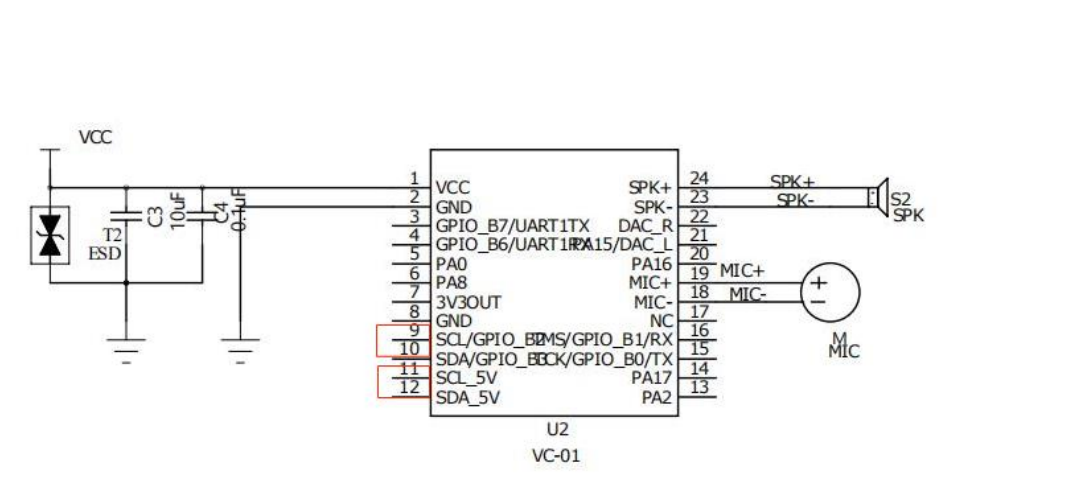 VCC
C3
10uF
C4
0.1uF
T2
ESD
1 VCC
2 GND
3 GPIO_B7/UART1TX
4 GPIO_B6/UART1RX
5 PA0
6 PA8
7 3V3OUT
8 GND
9 SCL/GPIO_B2
10 SDA/GPIO_B3
11 SCL_5V
12 SDA_5V
SPK+ 24
SPK- 23
DAC_R 22
PA15/DAC_L 21
PA16 20
MIC+ 19
MIC- 18
NC 17
TMS/GPIO_B1/RX 16
TCK/GPIO_B0/TX 15
PA17 14
PA2 13
U2
VC-01
SPK+
SPK-
S2
SPK
MIC+
MIC-
+
−
M
MIC